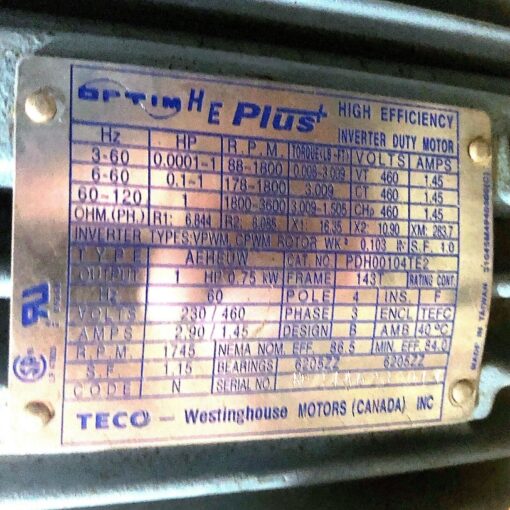 OPTIM HE Plus+ HIGH EFFICIENCY
INVERTER DUTY MOTOR
Hz HP R.P.M. TORQUE(LB-FT) VOLTS AMPS
3-60 0.0001-1 88-1800 0.008-3.009 VT 460 1.45
6-60 0.1-1 178-1800 3.009 CT 460 1.45
60-120 1 1800-3600 3.009-1.505 CHP 460 1.45
OHM (PH.) R1: 6.844 R2: X1: 16.35 X2: 10.90 XM: 283.7
INVERTER TYPES:VPWM, CPWM ROTOR WK² 0.103 S.F. 1.0
TYPE AEHEUW CAT NO PDH00104TE2
OUTPUT 1 HP 0.75 kW FRAME 143T RATING CONT.
Hz 60 POLE 4 INS. F
VOLTS 230/460 PHASE 3 ENCL TEFC
AMPS 2.90/1.45 DESIGN B AMB 40°C
R.P.M. 1745 NEMA NOM. EFF 86.5 MIN EFF 84.0
S.F. 1.15 BEARINGS 6205ZZ 6205ZZ
CODE N SERIAL NO
TECO - Westinghouse MOTORS (CANADA) INC
MADE IN TAIWAN